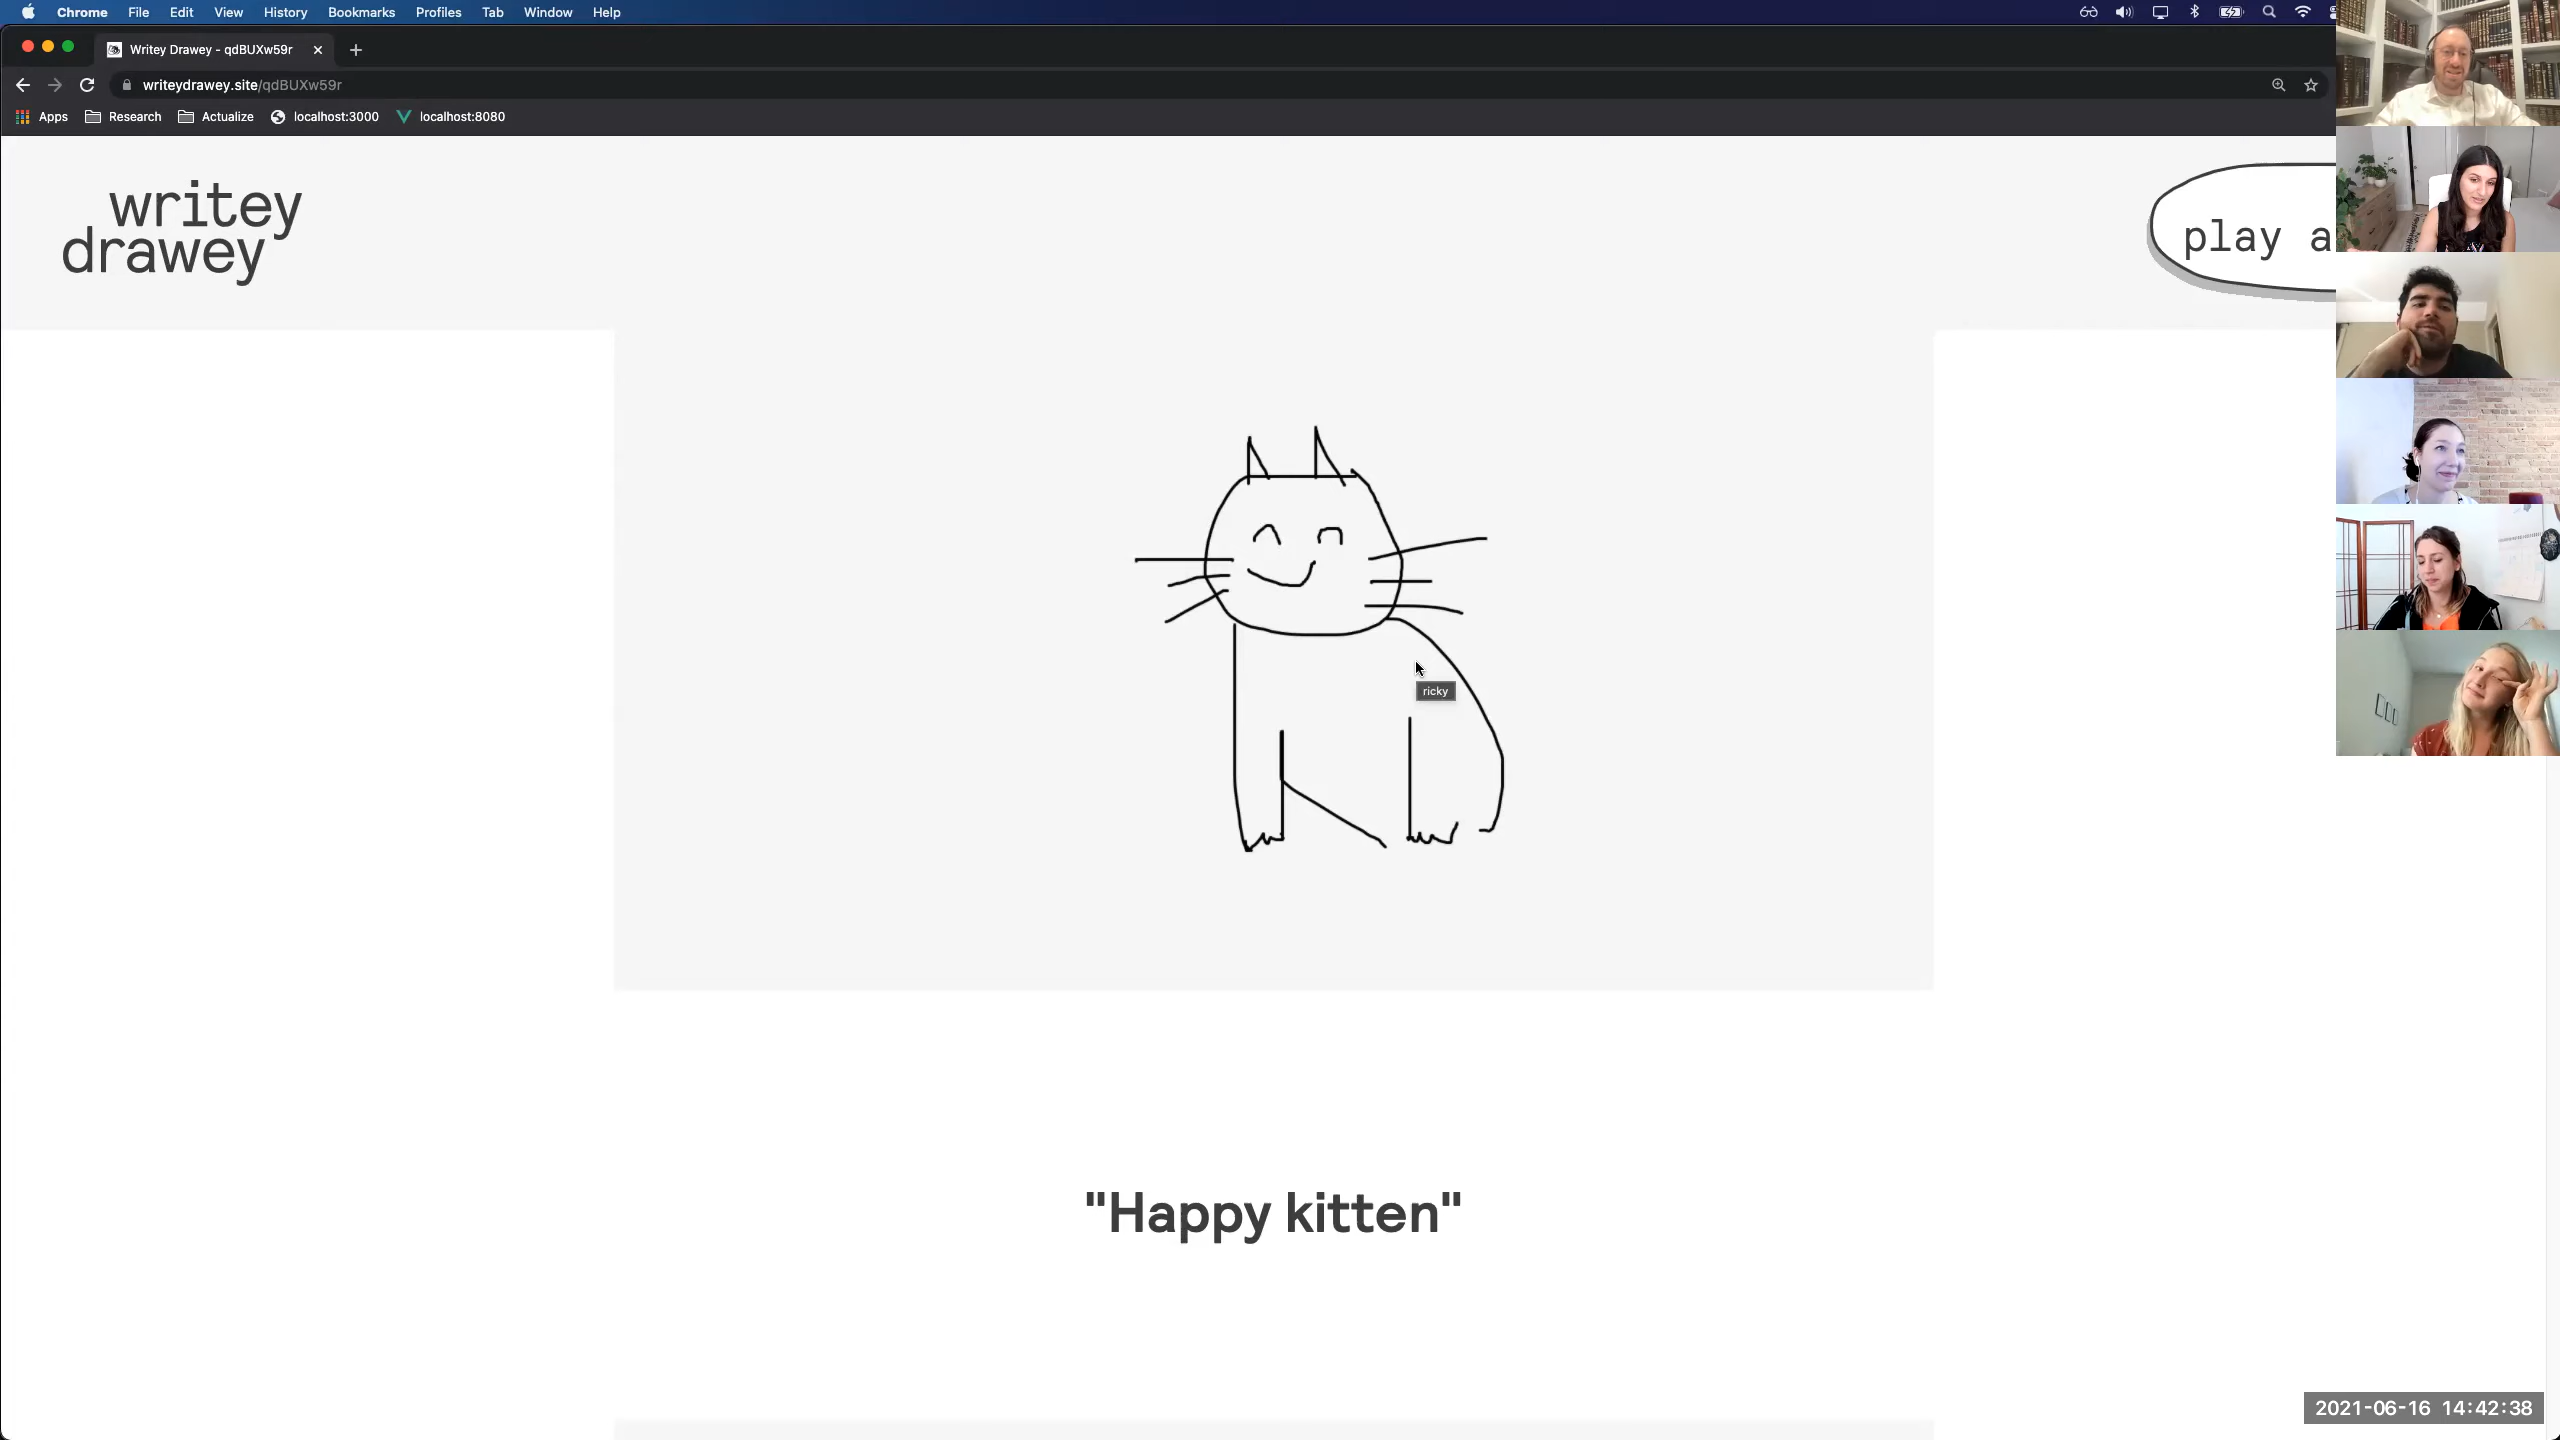 Chrome File Edit View History Bookmarks Profiles Tab Window Help
Writey Drawey - qdBUXw59r
writeydrawey.site/qdBUXw59r
Apps Research Actualize localhost:3000 localhost:8080
writey
drawey
play a
ricky
"Happy kitten"
2021-06-16 14:42:38